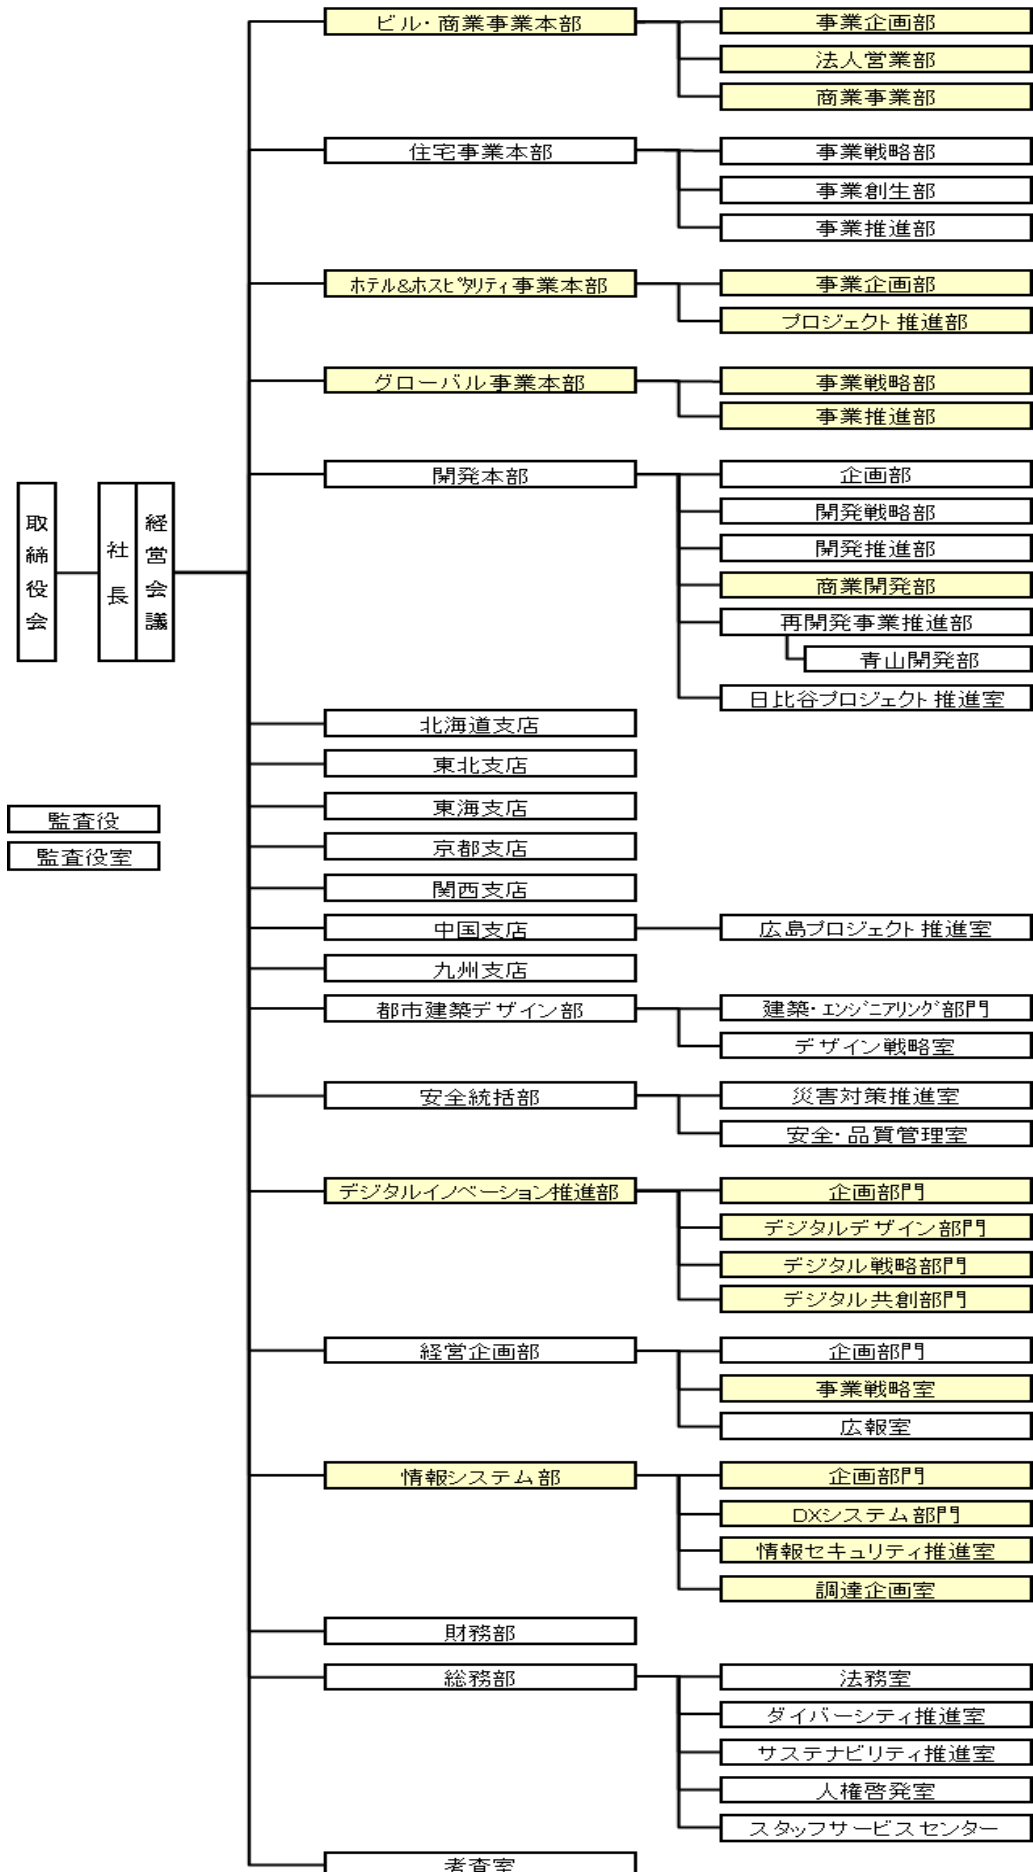 取締役会
社長
経営会議
監査役
監査役室
ビル・商業事業本部
事業企画部
法人営業部
商業事業部
住宅事業本部
事業戦略部
事業創生部
事業推進部
ホテル&ホスピタリティ事業本部
事業企画部
プロジェクト推進部
グローバル事業本部
事業戦略部
事業推進部
開発本部
企画部
開発戦略部
開発推進部
商業開発部
再開発事業推進部
青山開発部
日比谷プロジェクト推進室
北海道支店
東北支店
東海支店
京都支店
関西支店
中国支店
広島プロジェクト推進室
九州支店
都市建築デザイン部
建築・エンジニアリング部門
デザイン戦略室
安全統括部
災害対策推進室
安全・品質管理室
デジタルイノベーション推進部
企画部門
デジタルデザイン部門
デジタル戦略部門
デジタル共創部門
経営企画部
企画部門
事業戦略室
広報室
情報システム部
企画部門
DXシステム部門
情報セキュリティ推進室
調達企画室
財務部
総務部
法務室
ダイバーシティ推進室
サステナビリティ推進室
人権啓発室
スタッフサービスセンター
考査室